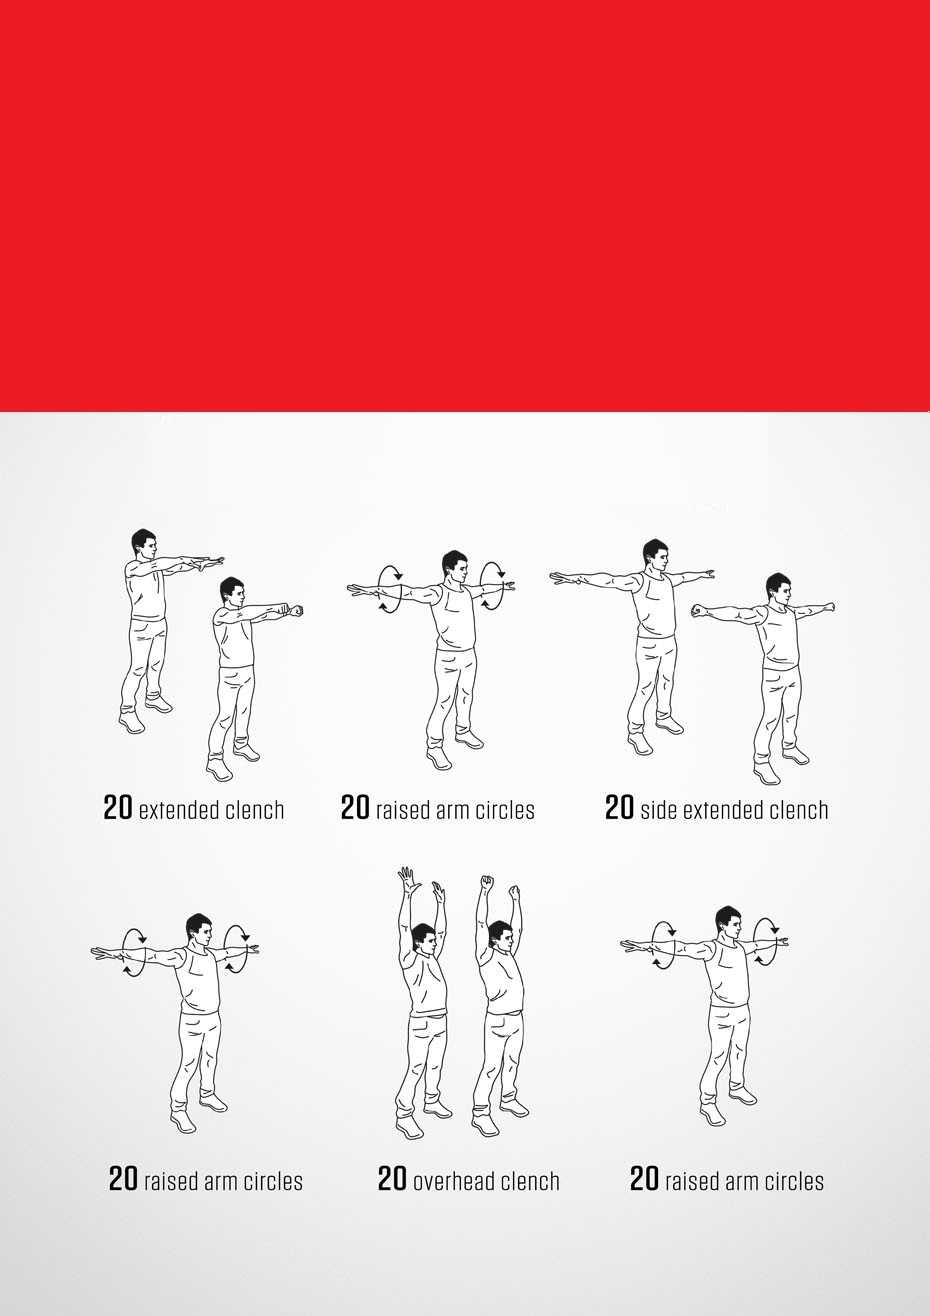 20 extended clench
20 raised arm circles
20 side extended clench
20 raised arm circles
20 overhead clench
20 raised arm circles